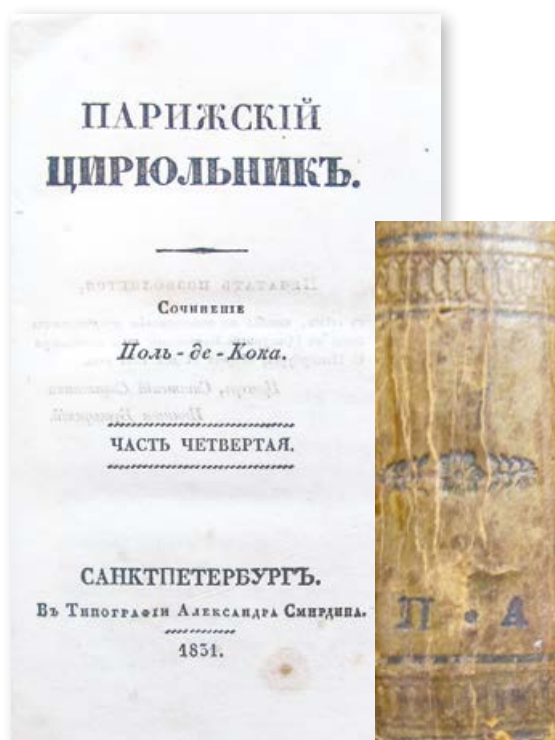 ПАРИЖСКІЙ
ЦИРЮЛЬНИКЪ.
Сочиненіе
Поль-де-Кока.
ЧАСТЬ ЧЕТВЕРТАЯ.
САНКТПЕТЕРБУРГЪ.
Въ Типографіи Александра Смирдина.
1831.
П . А